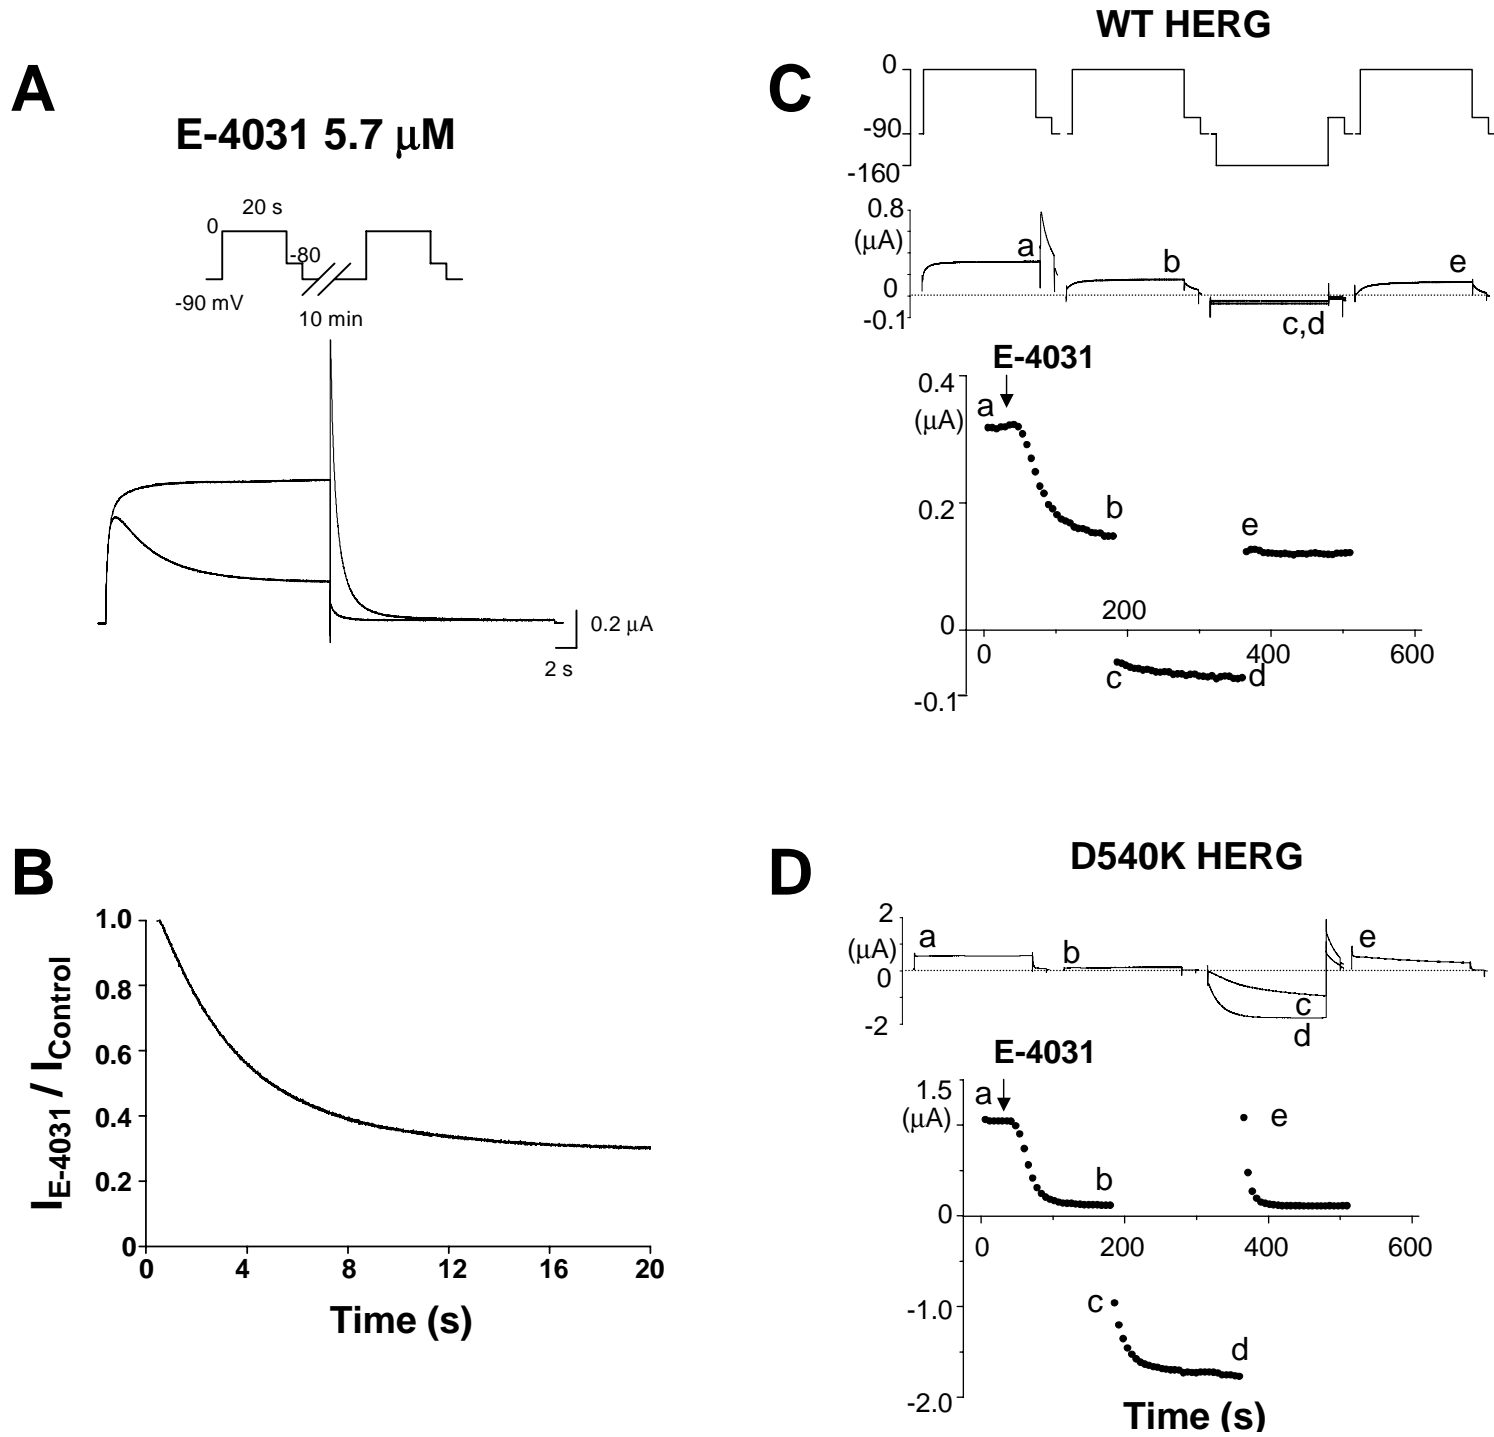 A
E-4031 5.7 μM
20 s
0
-80
-90 mV
10 min
0.2 μA
2 s
B
1.0
0.8
0.6
0.4
0.2
0
0 4 8 12 16 20
I E-4031 / I Control
Time (s)
WT HERG
C
0
-90
-160
0.8
(μA)
0
-0.1
a
b
c,d
e
E-4031
0.4
(μA)
0.2
0
-0.1
a
b
c
d
e
0 200 400 600
D540K HERG
D
2
(μA)
0
-2
a
b
c
d
e
E-4031
1.5
(μA)
0
-1.0
-2.0
a
b
c
d
e
0 200 400 600
Time (s)